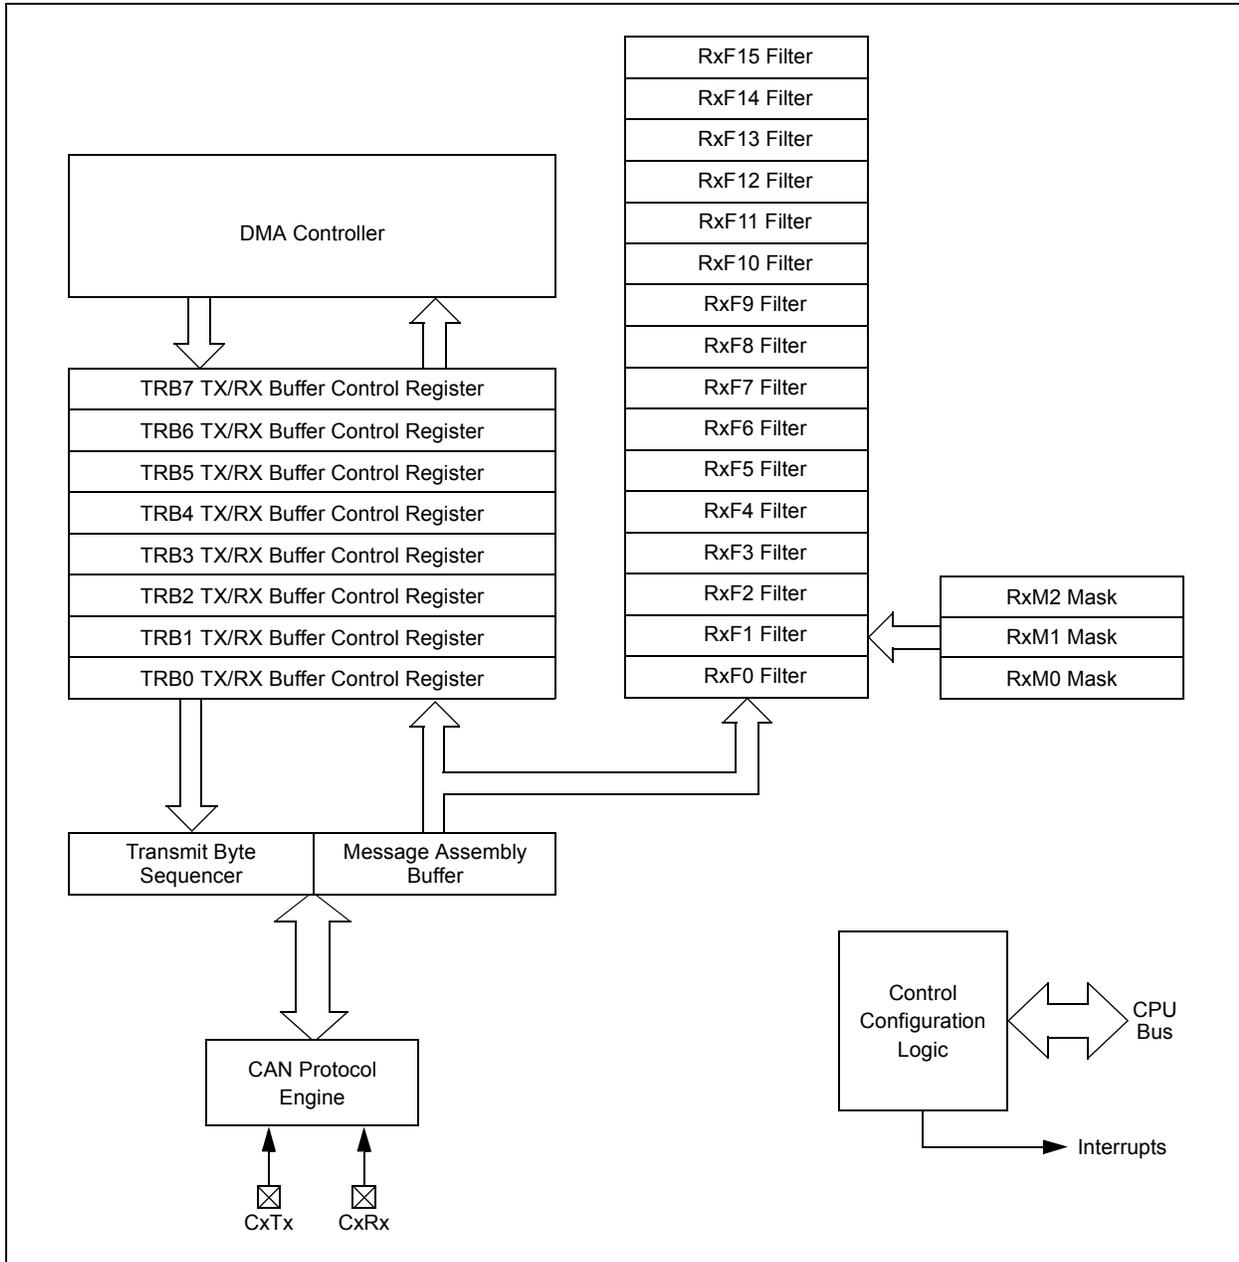 RxF15 Filter
RxF14 Filter
RxF13 Filter
RxF12 Filter
RxF11 Filter
RxF10 Filter
RxF9 Filter
RxF8 Filter
RxF7 Filter
RxF6 Filter
RxF5 Filter
RxF4 Filter
RxF3 Filter
RxF2 Filter
RxF1 Filter
RxF0 Filter
DMA Controller
TRB7 TX/RX Buffer Control Register
TRB6 TX/RX Buffer Control Register
TRB5 TX/RX Buffer Control Register
TRB4 TX/RX Buffer Control Register
TRB3 TX/RX Buffer Control Register
TRB2 TX/RX Buffer Control Register
TRB1 TX/RX Buffer Control Register
TRB0 TX/RX Buffer Control Register
RxM2 Mask
RxM1 Mask
RxM0 Mask
Transmit Byte
Sequencer
Message Assembly
Buffer
CAN Protocol
Engine
CxTx
CxRx
Control
Configuration
Logic
CPU
Bus
Interrupts